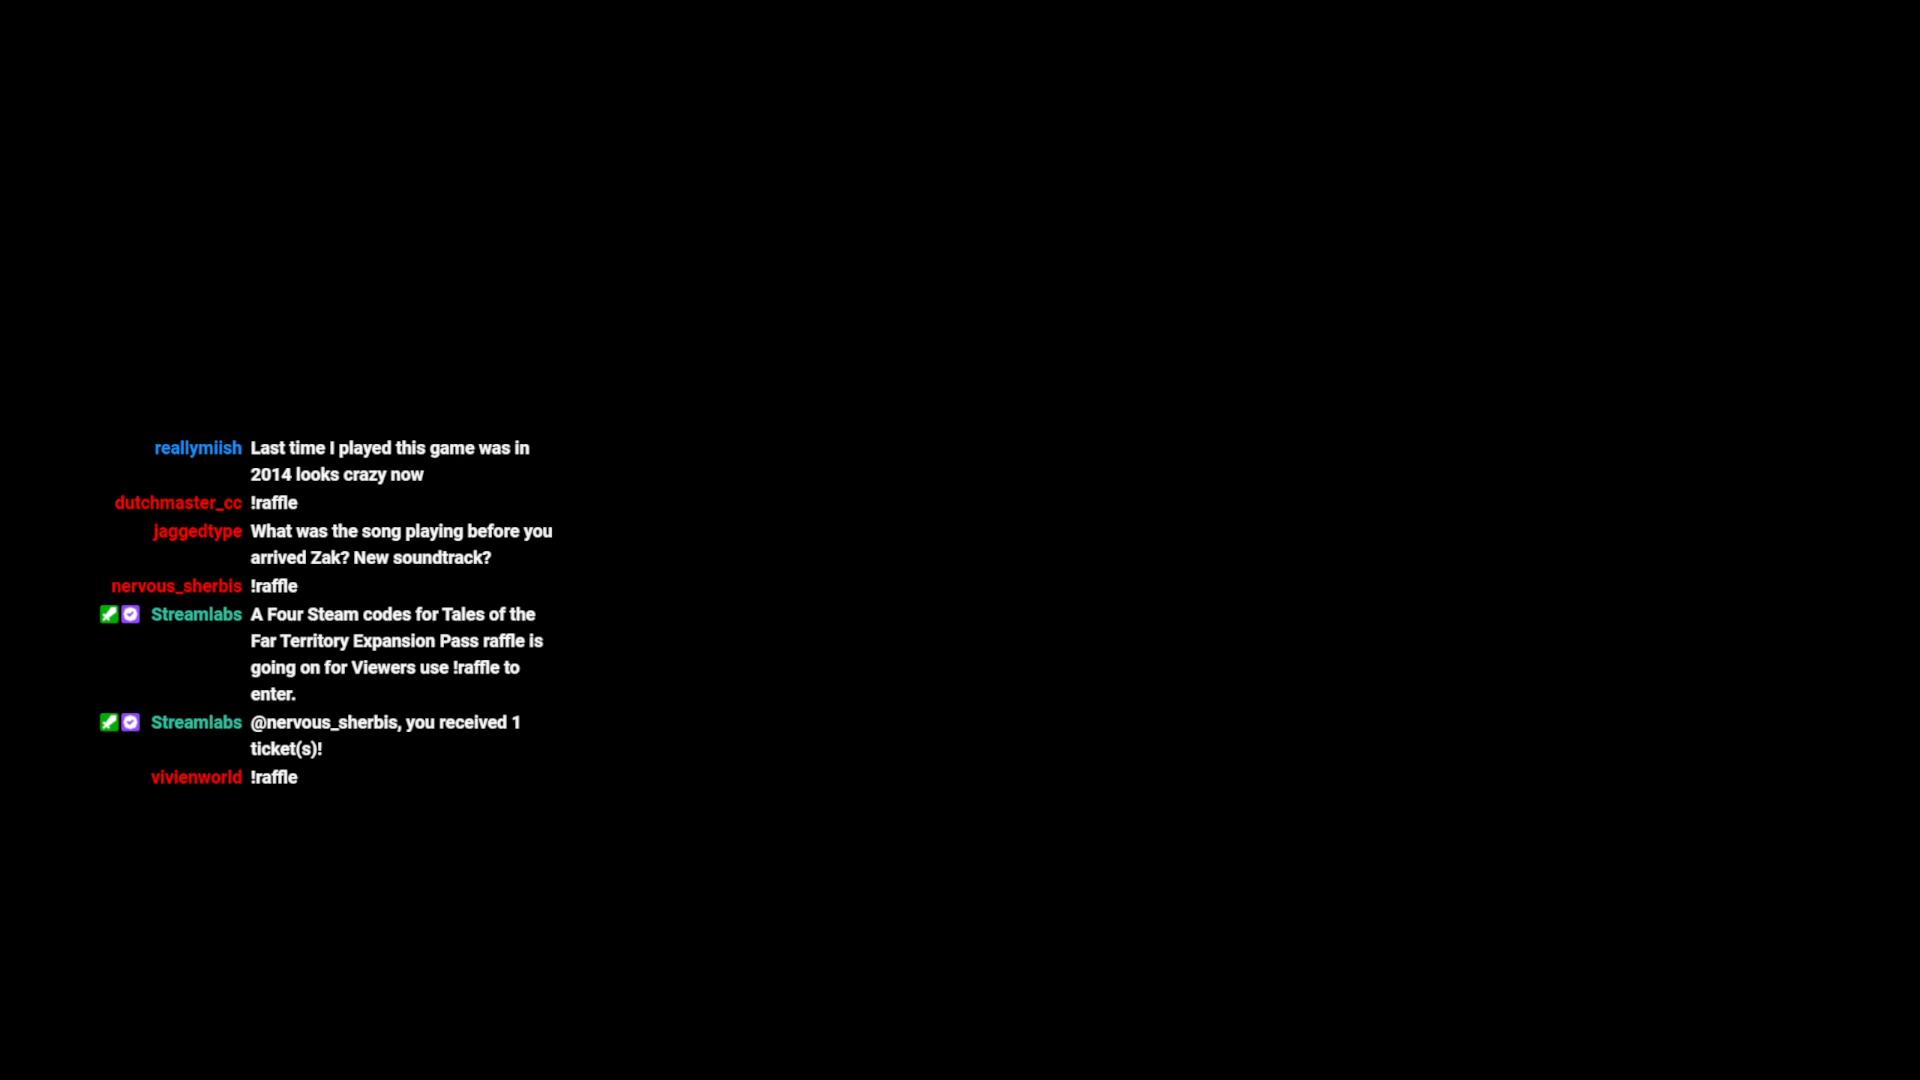 reallymiish Last time I played this game was in
2014 looks crazy now
dutchmaster_cc !raffle
jaggedtype What was the song playing before you
arrived Zak? New soundtrack?
nervous_sherbis !raffle
Streamlabs A Four Steam codes for Tales of the
Far Territory Expansion Pass raffle is
going on for Viewers use !raffle to
enter.
Streamlabs @nervous_sherbis, you received 1
ticket(s)!
vivienworld !raffle